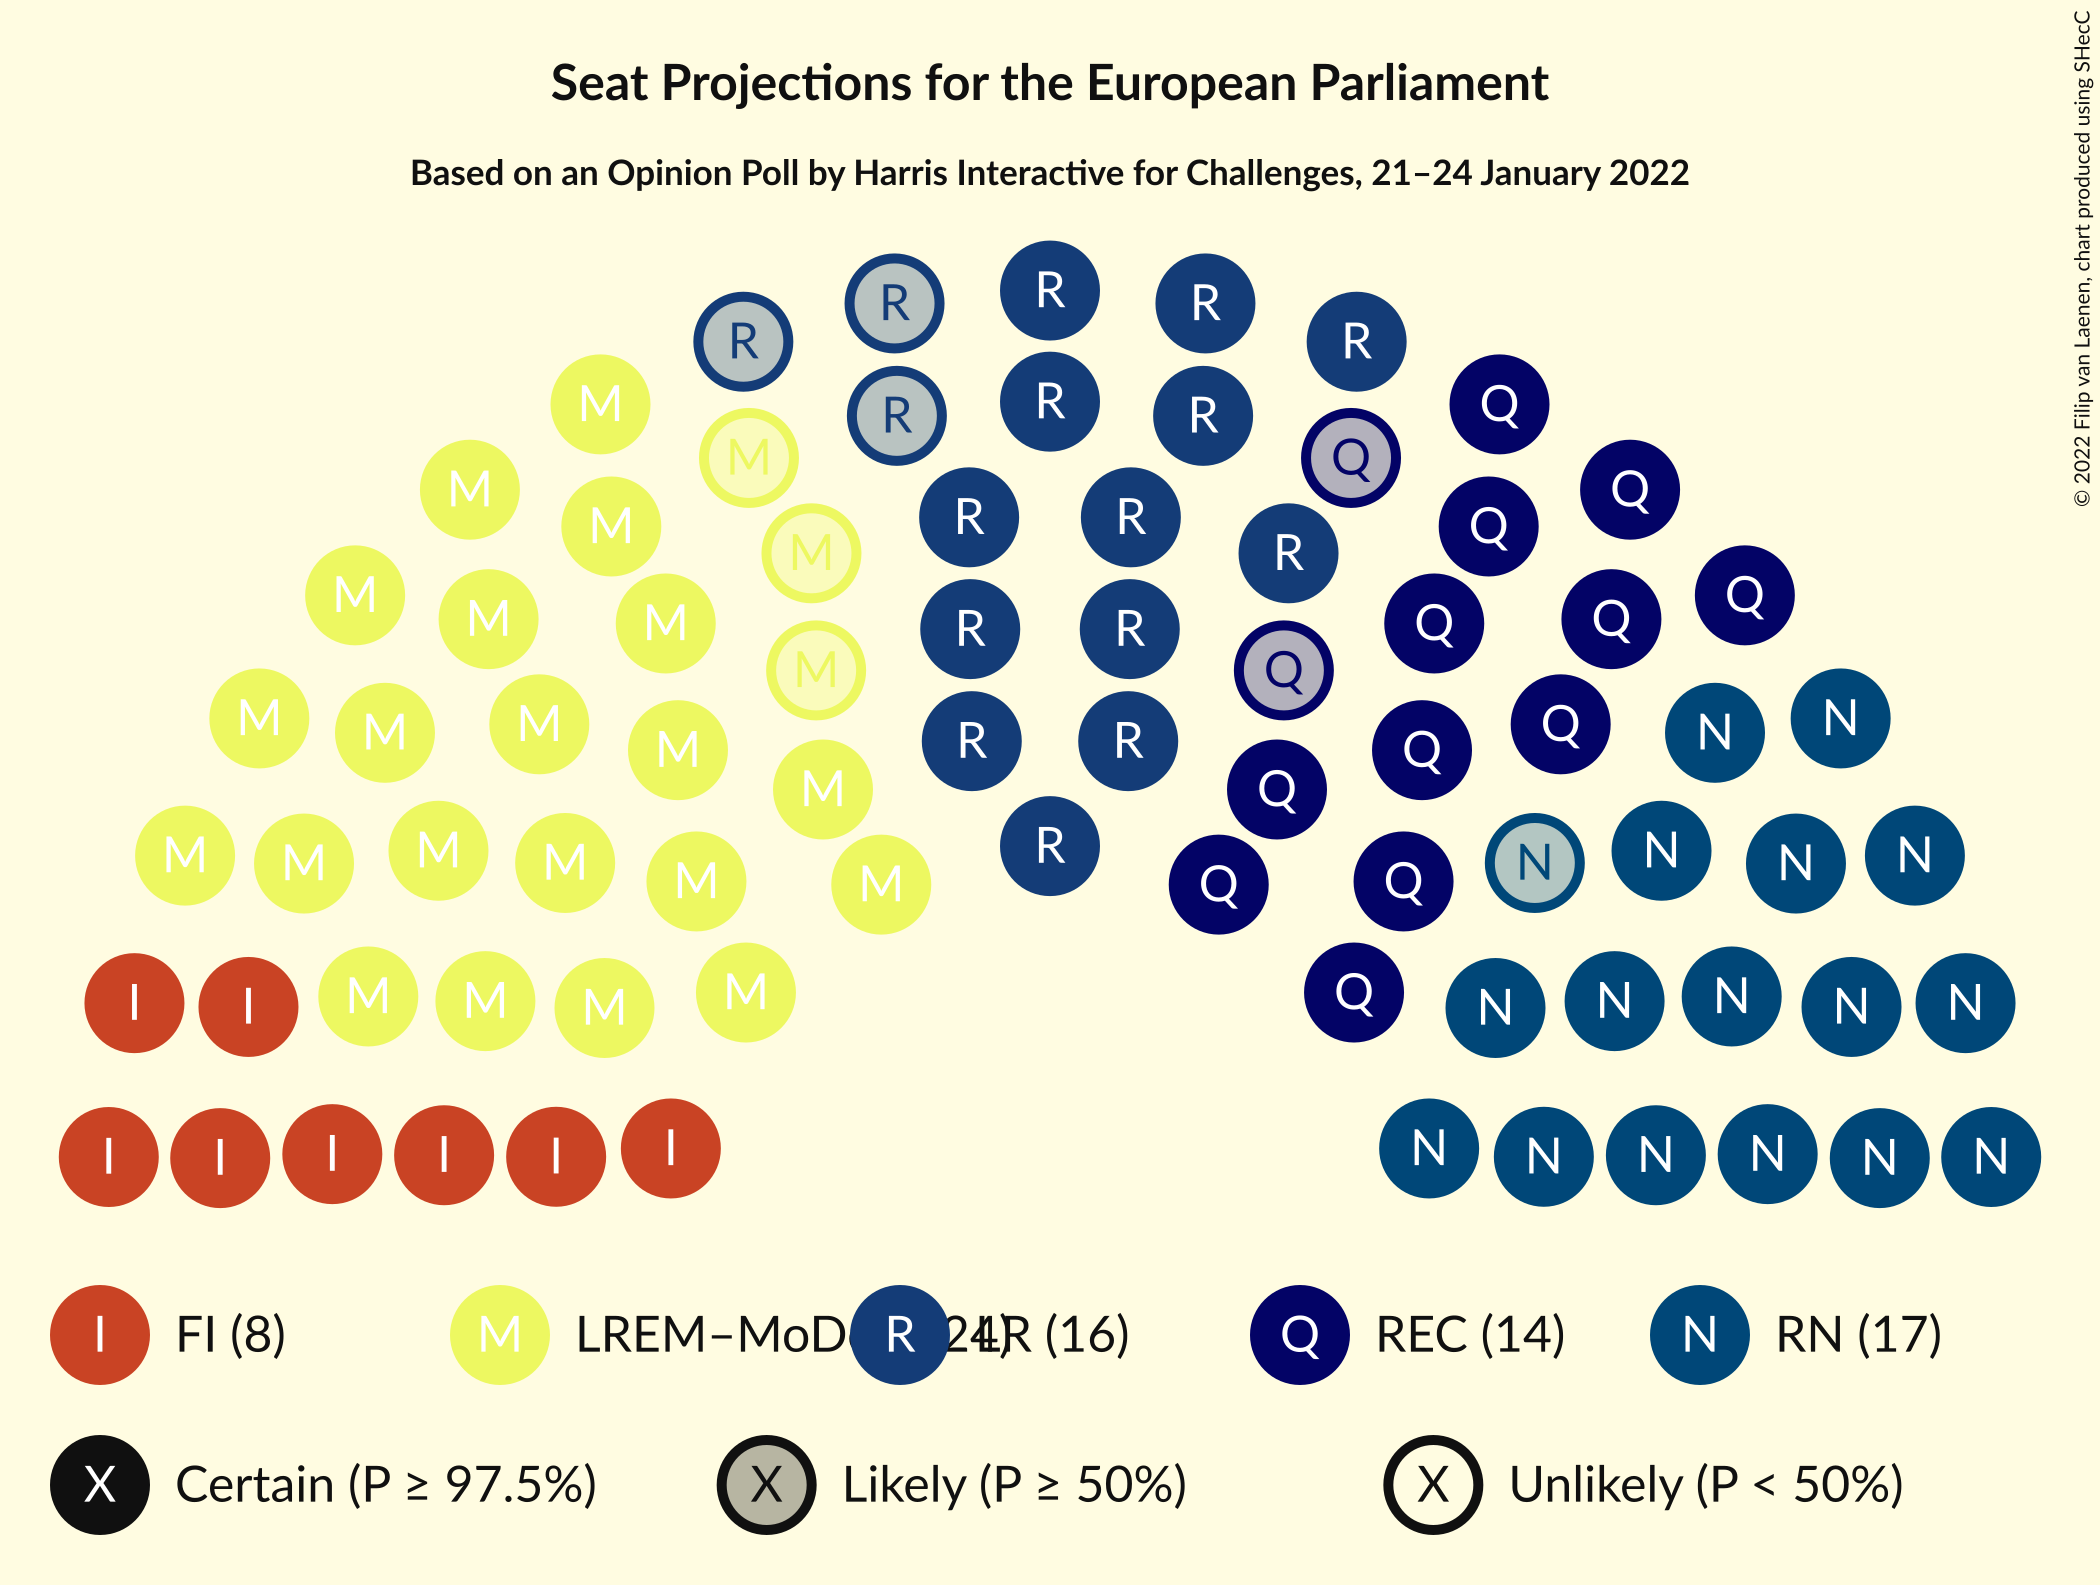 Seat Projections for the European Parliament
Based on an Opinion Poll by Harris Interactive for Challenges, 21–24 January 2022
© 2022 Filip van Laenen, chart produced using SHecC
R R R R R
M R R R Q
M M R Q Q
M M M R R R Q Q
M M M M R R Q Q Q Q
M M M M M R R Q Q Q N N
M M M M M M R Q Q N N N N
I I M M M M Q N N N N N
I I I I I I N N N N N N
I FI (8) M LREM–MoD 24) R LR (16) Q REC (14) N RN (17)
X Certain (P ≥ 97.5%) X Likely (P ≥ 50%) X Unlikely (P < 50%)